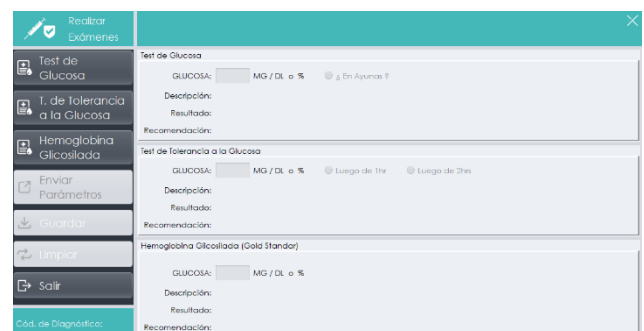 Realizar
Exámenes
Test de
Glucosa
T. de Tolerancia
a la Glucosa
Hemoglobina
Glicosilada
Enviar
Parámetros
Guardar
Limpiar
Salir
Cód. de Diagnóstico:
Test de Glucosa
GLUCOSA: MG / DL o % ¿ En Ayunas ?
Descripción:
Resultado:
Recomendación:
Test de Tolerancia a la Glucosa
GLUCOSA: MG / DL o % Luego de 1hr Luego de 2hrs
Descripción:
Resultado:
Recomendación:
Hemoglobina Glicosilada (Gold Standar)
GLUCOSA: MG / DL o %
Descripción:
Resultado:
Recomendación: